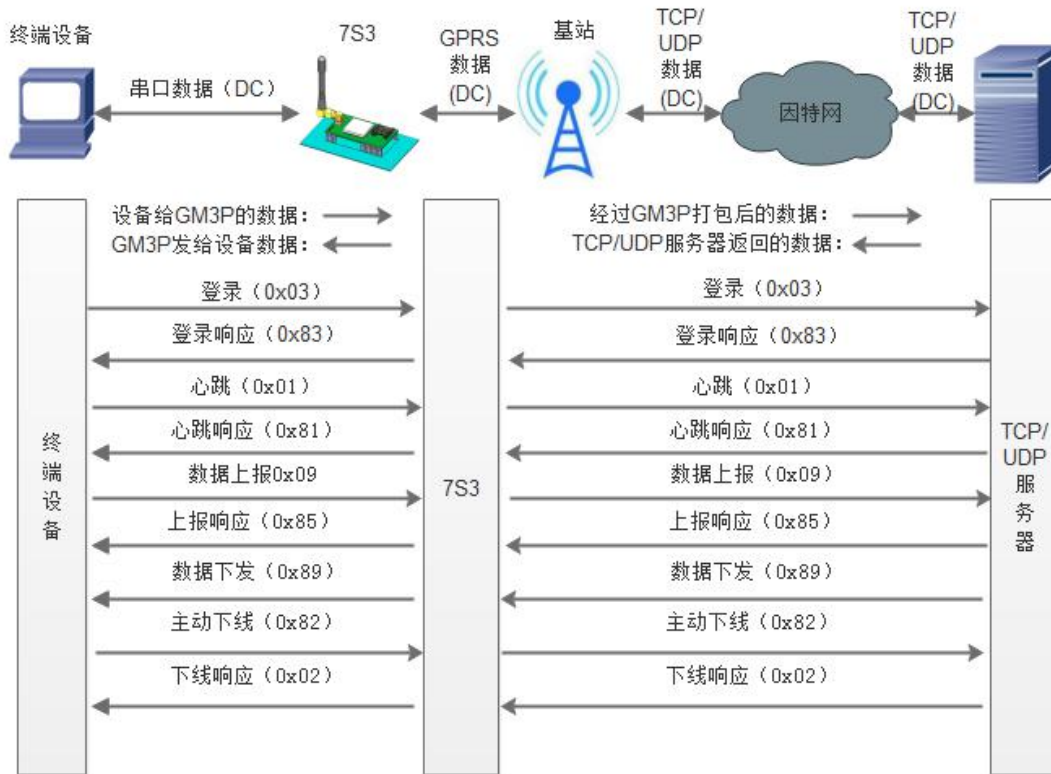 终端设备
7S3
GPRS
数据
(DC)
基站
TCP/
UDP
数据
(DC)
TCP/
UDP
数据
(DC)
串口数据（DC）
因特网
设备给GM3P的数据：
GM3P发给设备数据：
经过GM3P打包后的数据：
TCP/UDP服务器返回的数据：
登录（0x03）
登录（0x03）
登录响应（0x83）
登录响应（0x83）
心跳（0x01）
心跳（0x01）
心跳响应（0x81）
心跳响应（0x81）
数据上报0x09
数据上报（0x09）
上报响应（0x85）
上报响应（0x85）
数据下发（0x89）
数据下发（0x89）
主动下线（0x82）
主动下线（0x82）
下线响应（0x02）
下线响应（0x02）
终
端
设
备
7S3
TCP/
UDP
服
务
器